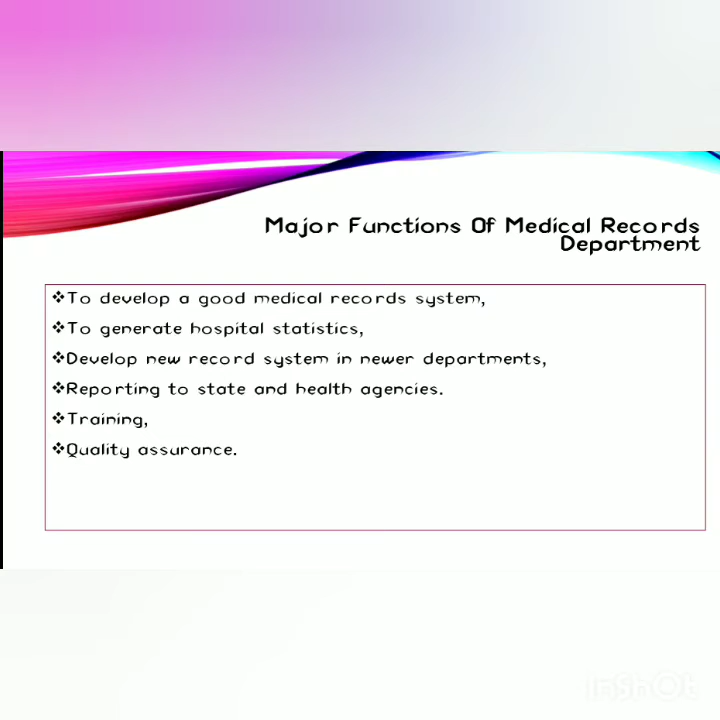 Major Functions Of Medical Records
Department
❖To develop a good medical records system,
❖To generate hospital statistics,
❖Develop new record system in newer departments,
❖Reporting to state and health agencies.
❖Training,
❖Quality assurance.
InShOt